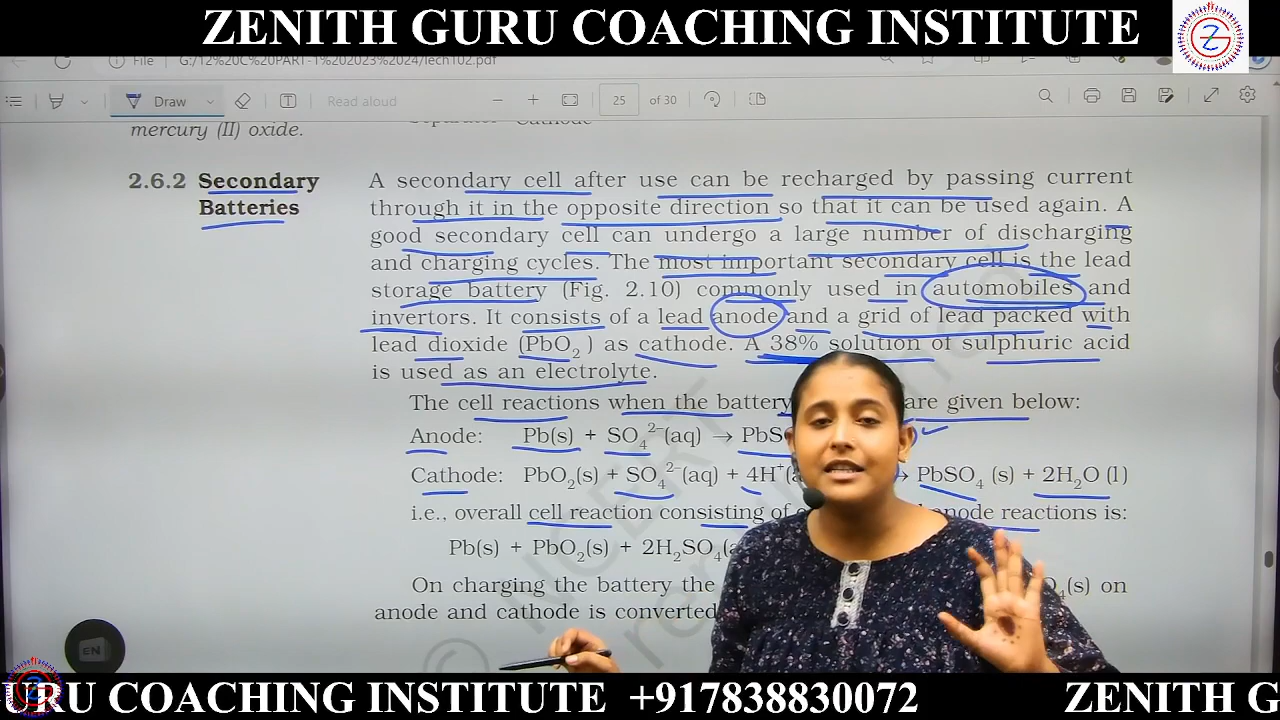 ZENITH GURU COACHING INSTITUTE
File G:/12%20C%20PART-1%202023%2024/lech102.pdf
Draw Read aloud 25 of 30
mercury (II) oxide.
Separator Cathode
2.6.2 Secondary
Batteries
A secondary cell after use can be recharged by passing current
through it in the opposite direction so that it can be used again. A
good secondary cell can undergo a large number of discharging
and charging cycles. The most important secondary cell is the lead
storage battery (Fig. 2.10) commonly used in automobiles and
invertors. It consists of a lead anode and a grid of lead packed with
lead dioxide (PbO₂ ) as cathode. A 38% solution of sulphuric acid
is used as an electrolyte.
The cell reactions when the battery are given below:
Anode: Pb(s) + SO₄²⁻(aq) → PbS
Cathode: PbO₂(s) + SO₄²⁻(aq) + 4H⁺(a → PbSO₄ (s) + 2H₂O (l)
i.e., overall cell reaction consisting of anode reactions is:
Pb(s) + PbO₂(s) + 2H₂SO₄(a
On charging the battery the O₄(s) on
anode and cathode is converted
© NCERT
EN
URU COACHING INSTITUTE +917838830072 ZENITH G